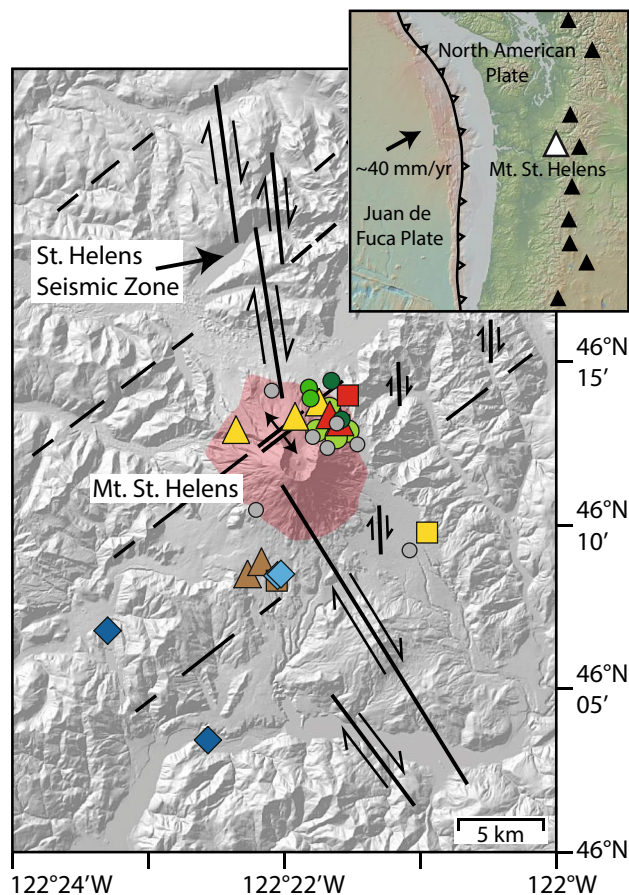 North American
Plate
~40 mm/yr
Mt. St. Helens
Juan de
Fuca Plate
St. Helens
Seismic Zone
Mt. St. Helens
46°N
15′
46°N
10′
46°N
05′
46°N
5 km
122°24′W
122°22′W
122°W